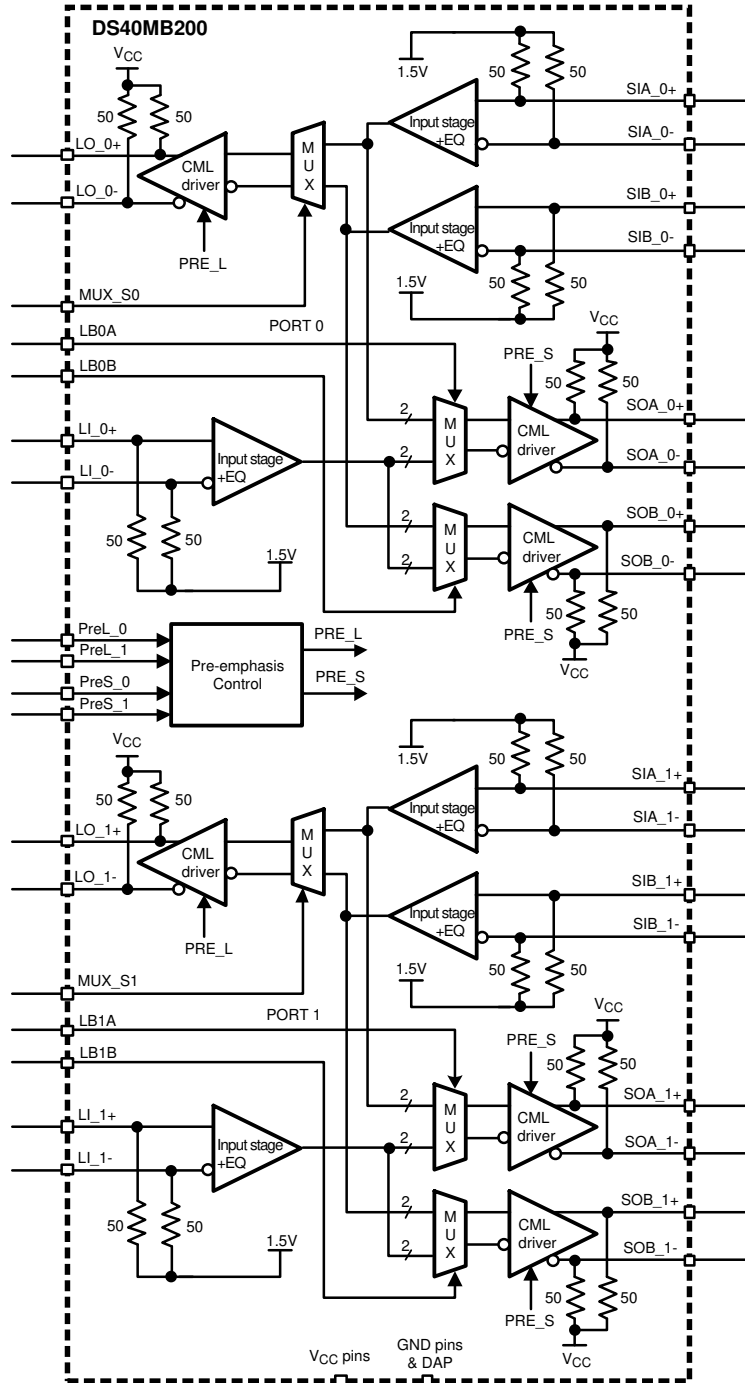 DS40MB200
VCC
50
50
LO_0+
LO_0-
CML
driver
PRE_L
M
U
X
1.5V
50
50
Input stage
+EQ
SIA_0+
SIA_0-
Input stage
+EQ
SIB_0+
SIB_0-
50
50
1.5V
MUX_S0
LB0A
PORT 0
LB0B
VCC
PRE_S
50
50
LI_0+
LI_0-
Input stage
+EQ
2
2
M
U
X
CML
driver
SOA_0+
SOA_0-
50
50
1.5V
2
2
M
U
X
CML
driver
SOB_0+
SOB_0-
PRE_S
50
50
VCC
PreL_0
PreL_1
PreS_0
PreS_1
Pre-emphasis
Control
PRE_L
PRE_S
VCC
50
50
LO_1+
LO_1-
CML
driver
PRE_L
M
U
X
1.5V
50
50
Input stage
+EQ
SIA_1+
SIA_1-
Input stage
+EQ
SIB_1+
SIB_1-
50
50
1.5V
MUX_S1
LB1A
PORT 1
LB1B
VCC
PRE_S
50
50
LI_1+
LI_1-
Input stage
+EQ
2
2
M
U
X
CML
driver
SOA_1+
SOA_1-
50
50
1.5V
2
2
M
U
X
CML
driver
SOB_1+
SOB_1-
PRE_S
50
50
VCC
VCC pins
GND pins
& DAP